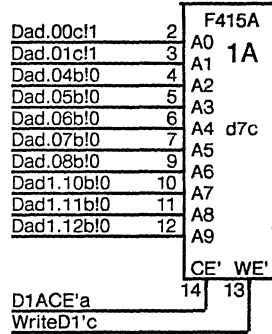 F415A
Dad.00c!1 2 A0 1A
Dad.01c!1 3 A1
Dad.04b!0 4 A2
Dad.05b!0 5 A3
Dad.06b!0 6 A4 d7c
Dad.07b!0 7 A5
Dad.08b!0 9 A6
Dad1.10b!0 10 A7
Dad1.11b!0 11 A8
Dad1.12b!0 12 A9
CE' WE'
14 13
D1ACE'a
WriteD1'c